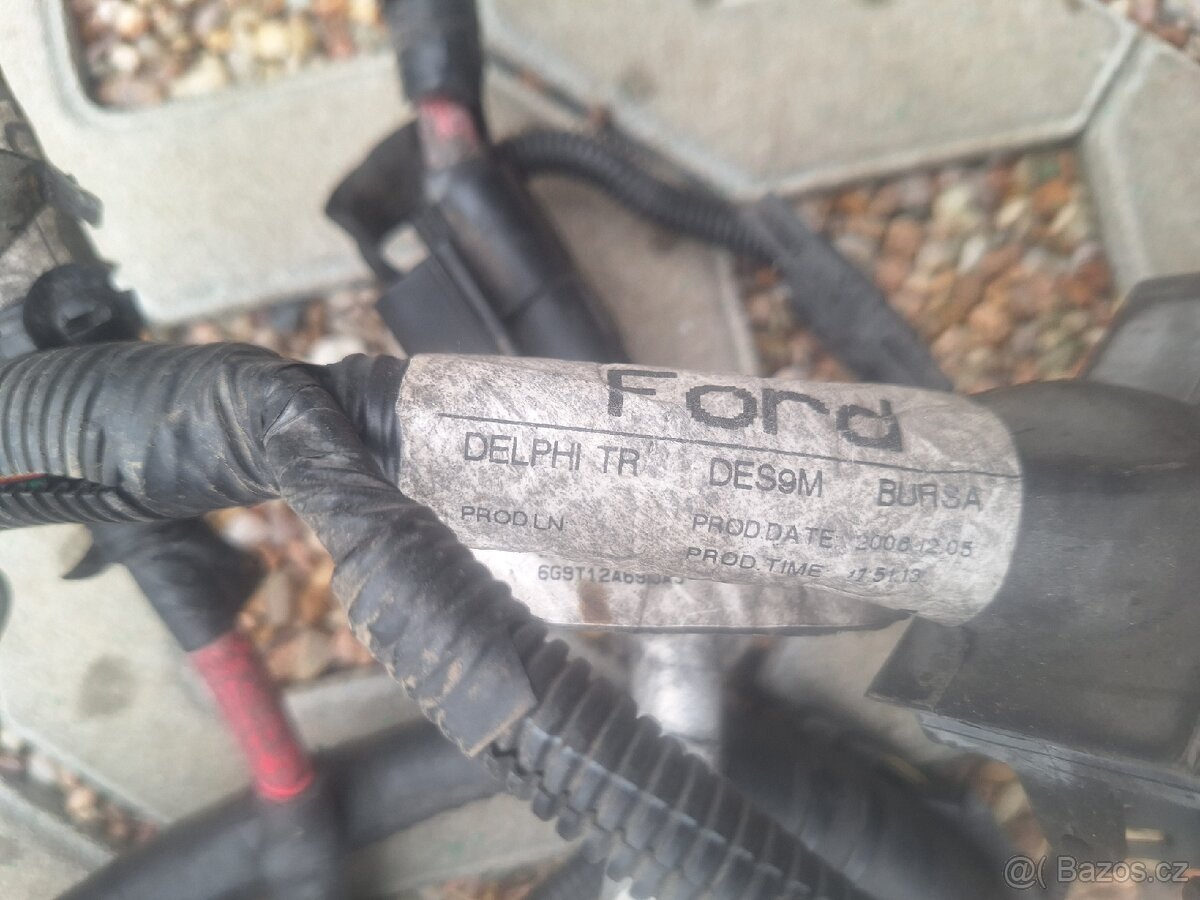 Ford
DELPHI TR DES9M BURSA
PROD LN PROD DATE 2006.12.05
PROD. TIME 17.51.13
@( Bazos.cz